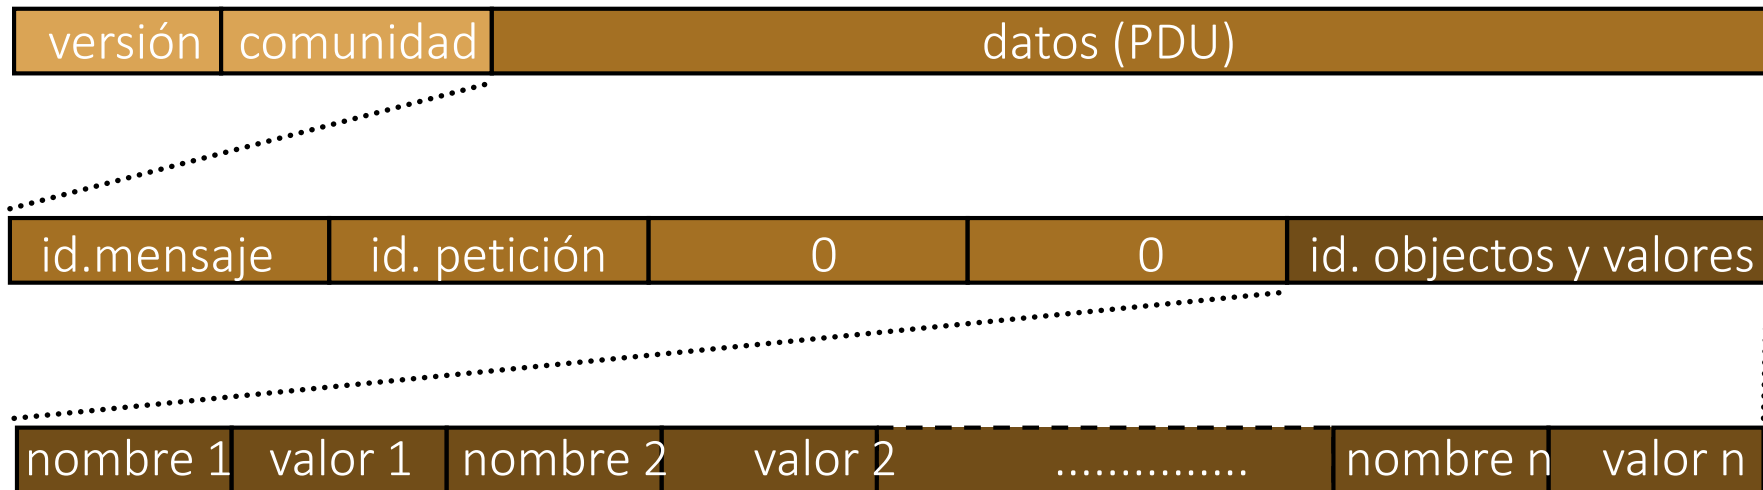 versión comunidad datos (PDU)
id.mensaje id. petición 0 0 id. objectos y valores
nombre 1 valor 1 nombre 2 valor 2 ............... nombre n valor n